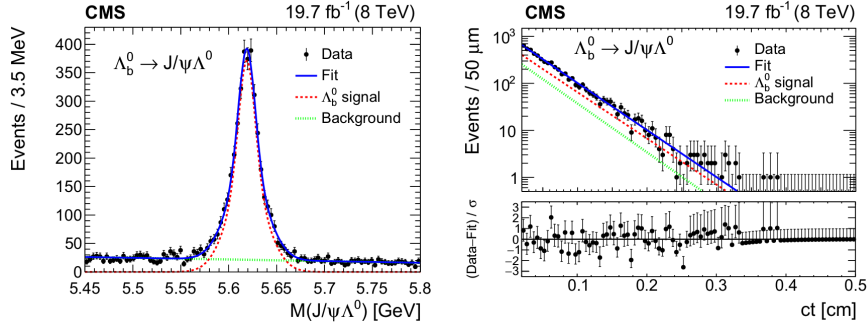 CMS 19.7 fb⁻¹ (8 TeV)
Events / 3.5 MeV
400
350
300
250
200
150
100
50
0
Λ⁰_b → J/ψΛ⁰
Data
Fit
Λ⁰_b signal
Background
5.45 5.5 5.55 5.6 5.65 5.7 5.75 5.8
M(J/ψΛ⁰) [GeV]
CMS 19.7 fb⁻¹ (8 TeV)
Events / 50 μm
10³
10²
10
1
Λ⁰_b → J/ψΛ⁰
Data
Fit
Λ⁰_b signal
Background
(Data–Fit) / σ
3
2
1
0
−1
−2
−3
0.1 0.2 0.3 0.4 0.5
ct [cm]